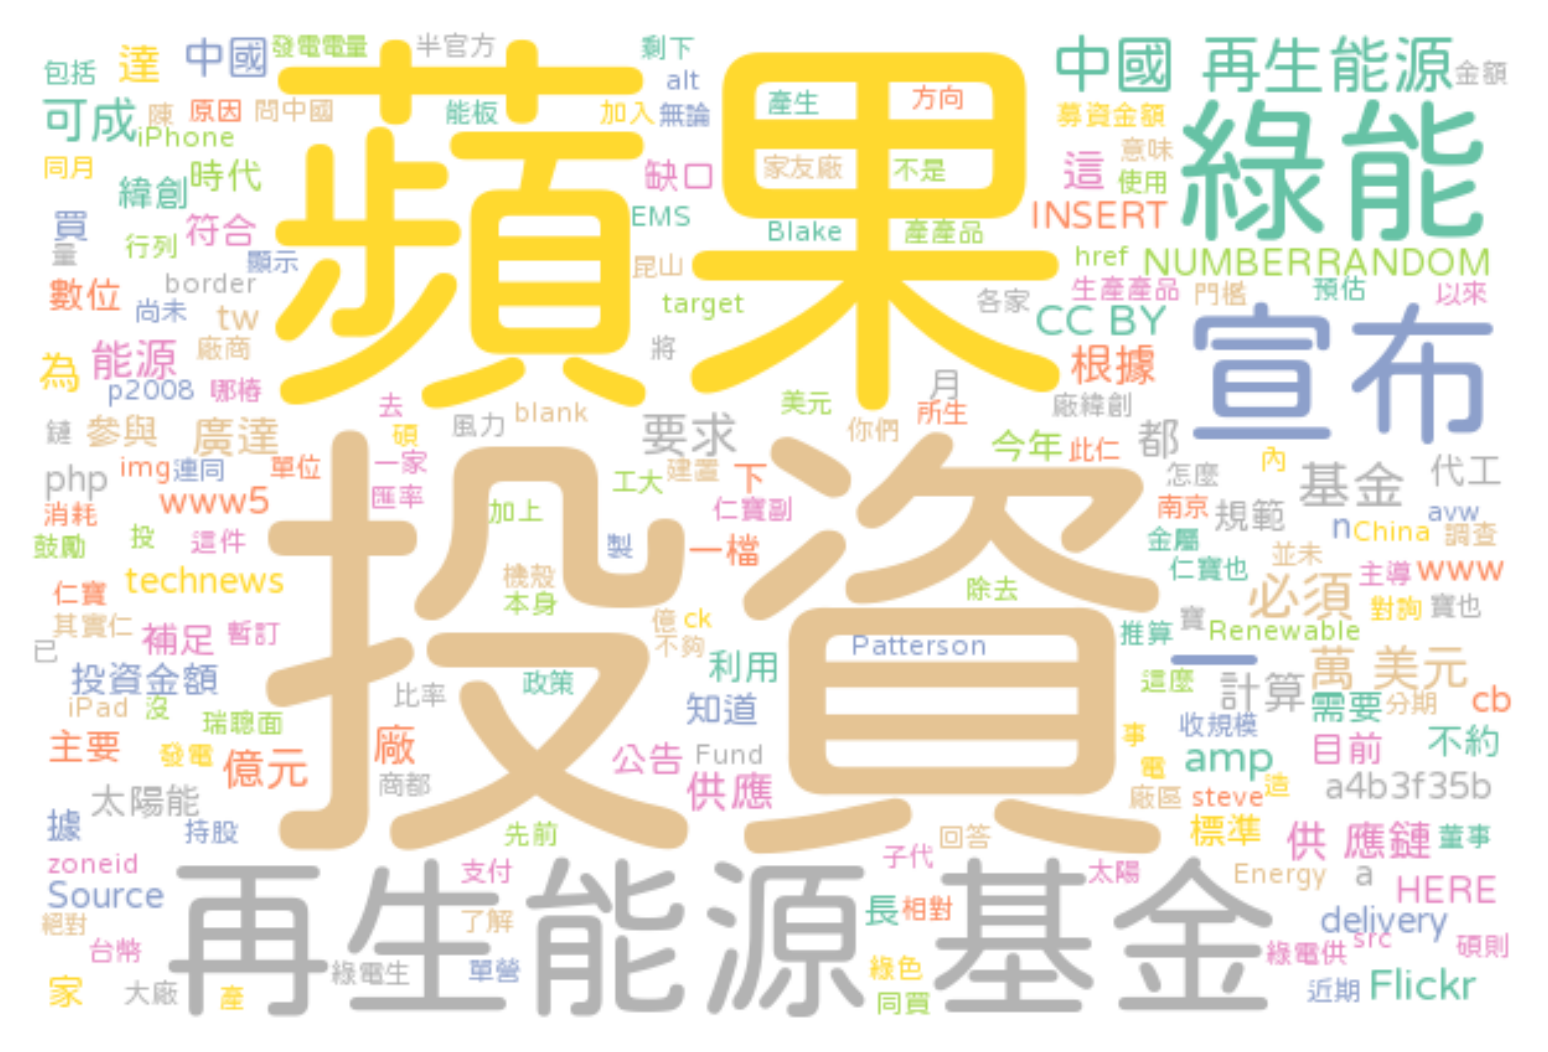 包括 達 中國 發電電量 半官方 剩下 alt 中國 再生能源 金額
可成 陳 原因 問中國 能板 加入 無論 產生 方向 募資金額 綠能
iPhone
蘋果
同月 緯創 時代 缺口 家友廠 不是 這 意味 使用
買 符合 EMS Blake 產產品 INSERT
量 行列 顯示 昆山 href NUMBERRANDOM
數位 border target 各家 生產產品 門檻 預估 以來
尚未 tw CC BY 宣布
為 能源 廠商 將 根據
p2008 哪樁 去 美元 月 所生 廠緯創
鏈 參與 廣達 碩 風力 blank 要求 你們 今年 此仁 都
php img 連同 單位 一家 工大 建置 下 內 怎麼 基金 代工
消耗 www5 匯率 加上 仁寶副 南京 規範 n avw
投資
鼓勵 投 這件 製 一檔 金屬 China 調查
仁寶 technews 機殼 除去 仁寶也 並未 主導 www
本身 必須 對詢 寶也
其實仁 補足 暫訂 億 ck 寶 Renewable
已 不夠 Patterson 推算 一
投資金額 比率 政策 利用 這麼 計算 萬 美元
iPad 沒 瑞聰面 知道 收規模 需要 分期 cb
主要 發電 億元 廠 公告 Fund 事 amp 目前 不約
太陽能 商都 供應 電 廠區 steve 造 a4b3f35b
據 持股 先前 回答 標準 供 應鏈 董事
zoneid 支付 子代 太陽 Energy a HERE
Source 再生能源基金
絕對 了解 長 相對 delivery
台幣 綠電供 src 碩則
家 大廠 產 綠電生 單營 綠色 同買 近期 Flickr